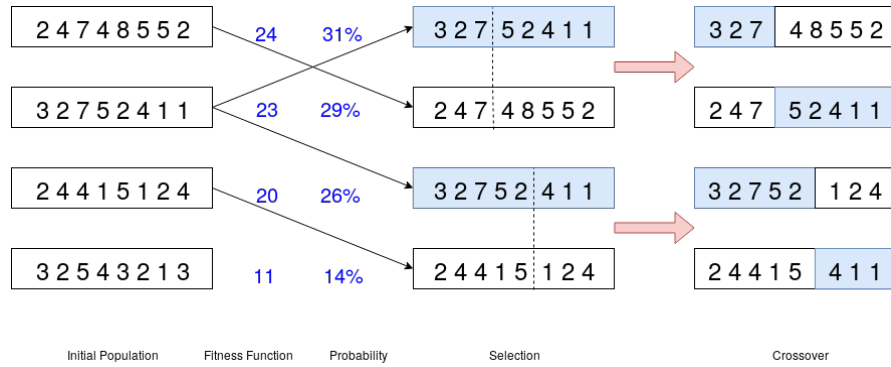 2 4 7 4 8 5 5 2 24 31% 3 2 7 5 2 4 1 1 3 2 7 4 8 5 5 2
3 2 7 5 2 4 1 1 23 29% 2 4 7 4 8 5 5 2 2 4 7 5 2 4 1 1
2 4 4 1 5 1 2 4 20 26% 3 2 7 5 2 4 1 1 3 2 7 5 2 1 2 4
3 2 5 4 3 2 1 3 11 14% 2 4 4 1 5 1 2 4 2 4 4 1 5 4 1 1
Initial Population Fitness Function Probability Selection Crossover